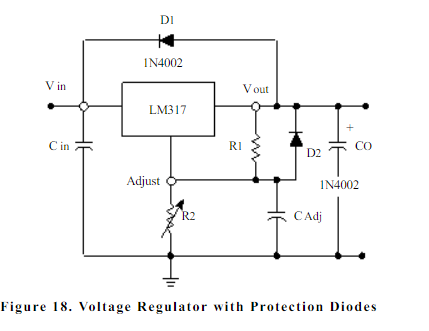 D1
1N4002
V in
V out
LM317
+
C in
R1
D2
CO
Adjust
1N4002
R2
C Adj
Figure 18. Voltage Regulator with Protection Diodes